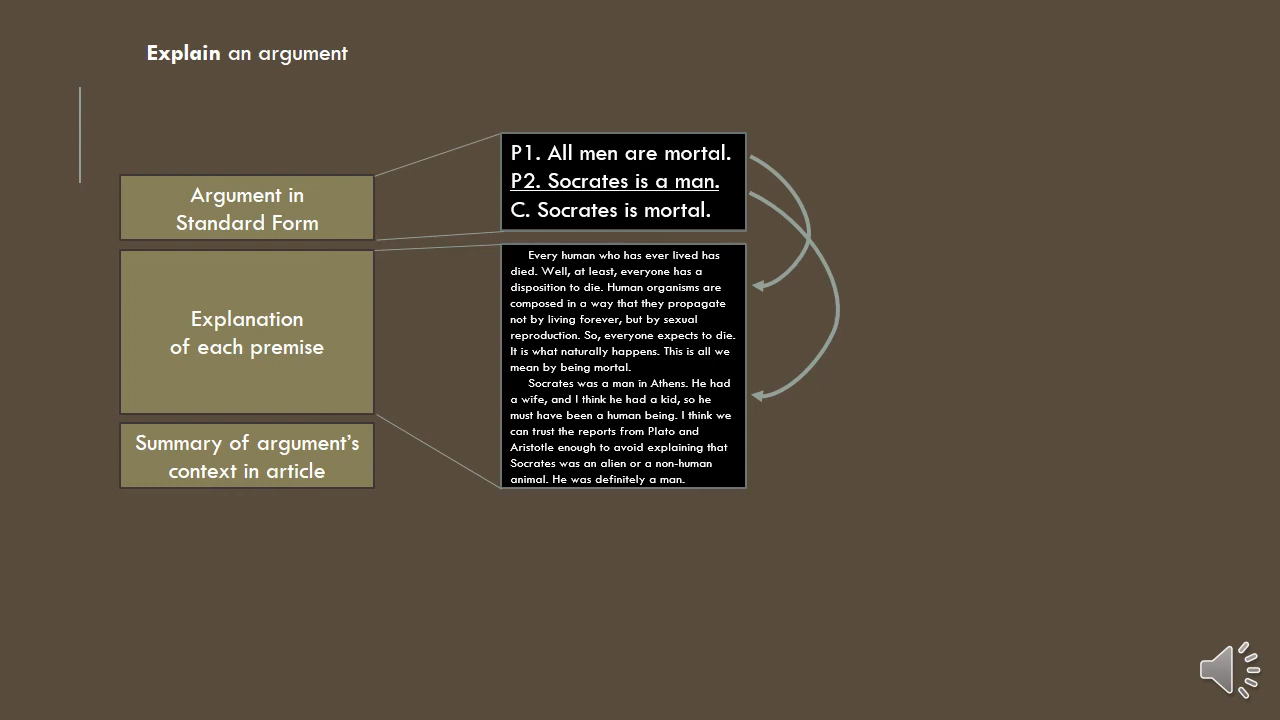 Explain an argument
Argument in
Standard Form
Explanation
of each premise
Summary of argument's
context in article
P1. All men are mortal.
P2. Socrates is a man.
C. Socrates is mortal.
Every human who has ever lived has
died. Well, at least, everyone has a
disposition to die. Human organisms are
composed in a way that they propagate
not by living forever, but by sexual
reproduction. So, everyone expects to die.
It is what naturally happens. This is all we
mean by being mortal.
Socrates was a man in Athens. He had
a wife, and I think he had a kid, so he
must have been a human being. I think we
can trust the reports from Plato and
Aristotle enough to avoid explaining that
Socrates was an alien or a non-human
animal. He was definitely a man.